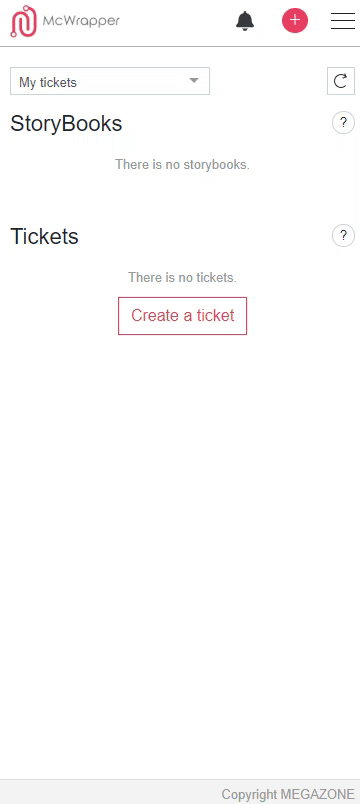 McWrapper
+
My tickets
StoryBooks
?
There is no storybooks.
Tickets
?
There is no tickets.
Create a ticket
Copyright MEGAZONE